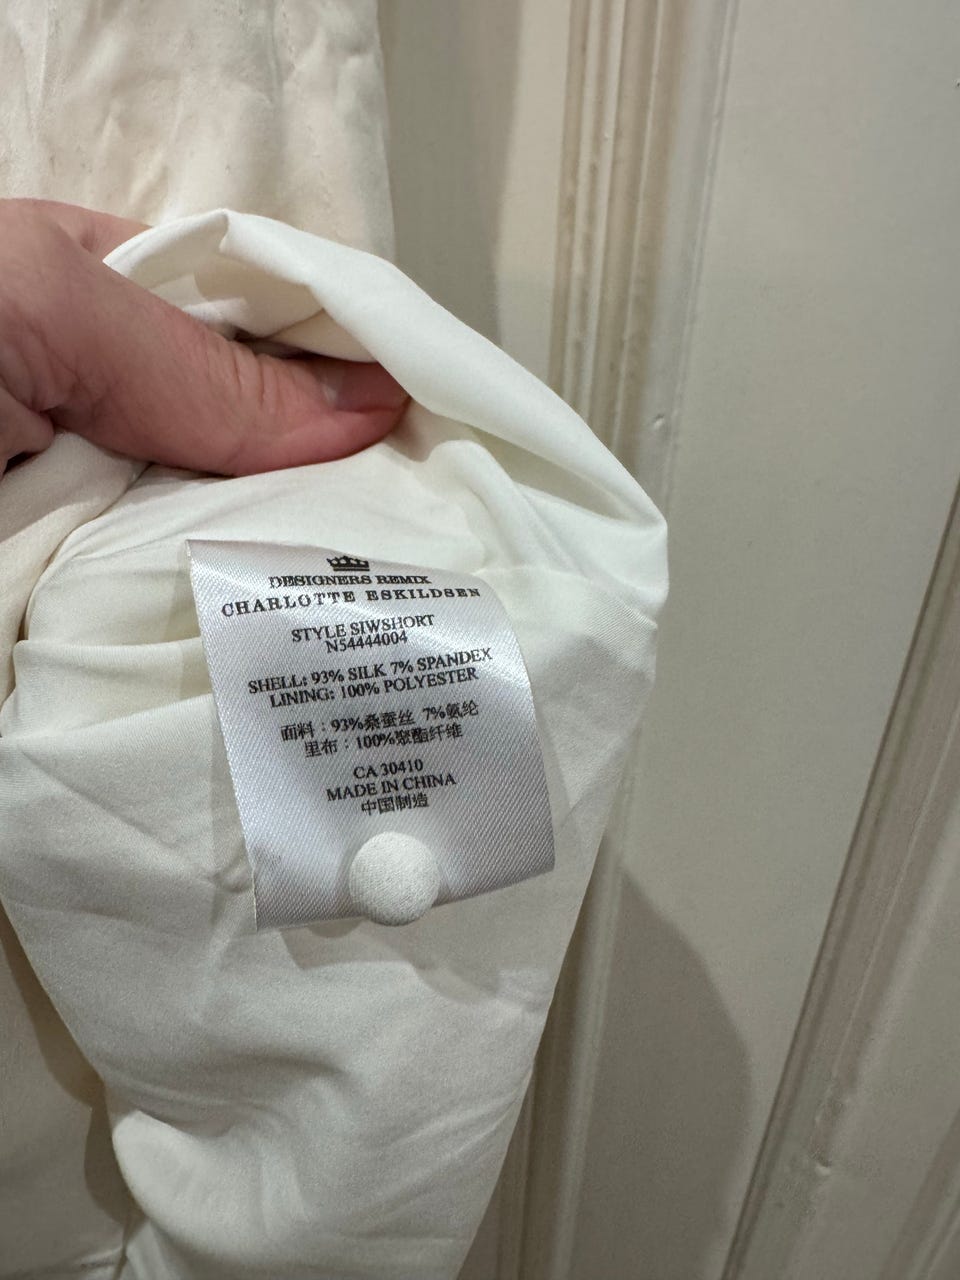 DESIGNERS REMIX
CHARLOTTE ESKILDSEN
STYLE SIWSHORT
N54444004
SHELL: 93% SILK 7% SPANDEX
LINING: 100% POLYESTER
面料：93%桑蚕丝 7%氨纶
里布：100%聚酯纤维
CA 30410
MADE IN CHINA
中国制造